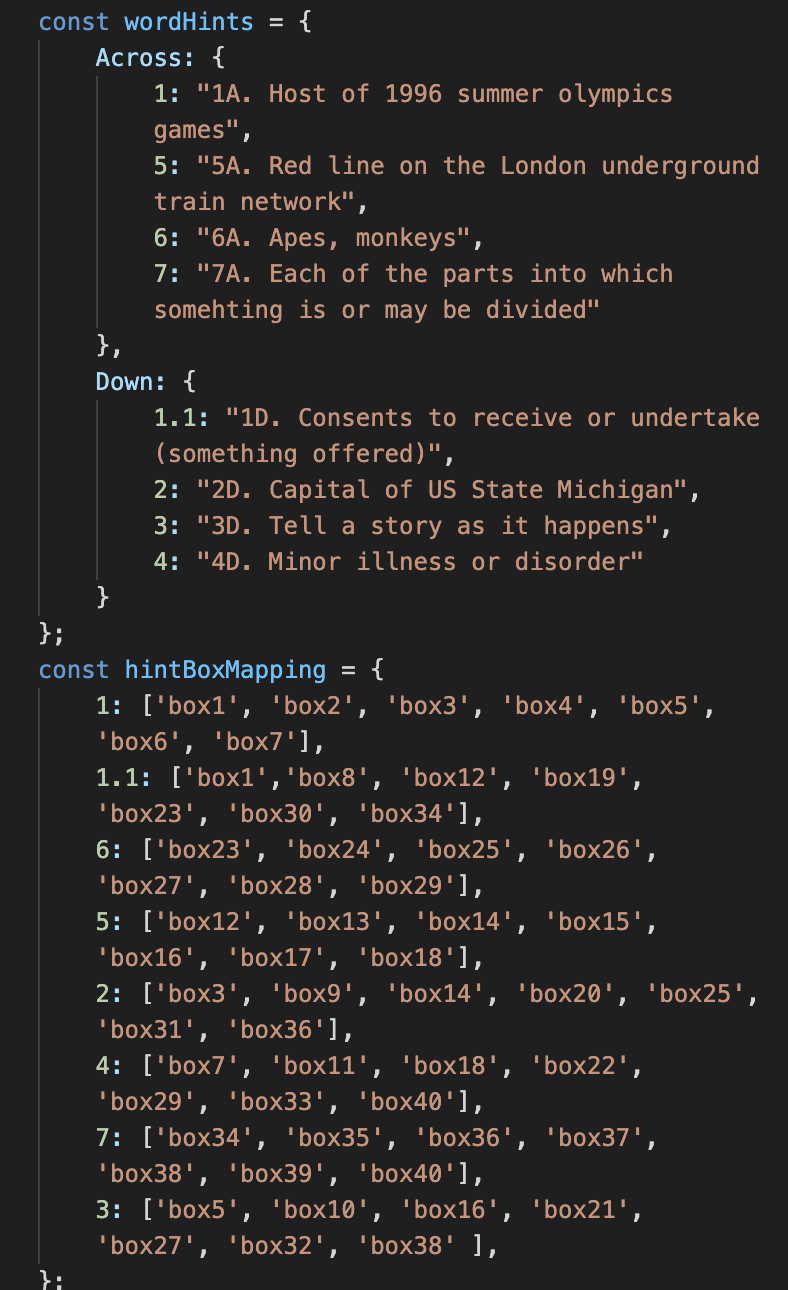 const wordHints = {
Across: {
1: "1A. Host of 1996 summer olympics
games",
5: "5A. Red line on the London underground
train network",
6: "6A. Apes, monkeys",
7: "7A. Each of the parts into which
somehting is or may be divided"
},
Down: {
1.1: "1D. Consents to receive or undertake
(something offered)",
2: "2D. Capital of US State Michigan",
3: "3D. Tell a story as it happens",
4: "4D. Minor illness or disorder"
}
};
const hintBoxMapping = {
1: ['box1', 'box2', 'box3', 'box4', 'box5',
'box6', 'box7'],
1.1: ['box1','box8', 'box12', 'box19',
'box23', 'box30', 'box34'],
6: ['box23', 'box24', 'box25', 'box26',
'box27', 'box28', 'box29'],
5: ['box12', 'box13', 'box14', 'box15',
'box16', 'box17', 'box18'],
2: ['box3', 'box9', 'box14', 'box20', 'box25',
'box31', 'box36'],
4: ['box7', 'box11', 'box18', 'box22',
'box29', 'box33', 'box40'],
7: ['box34', 'box35', 'box36', 'box37',
'box38', 'box39', 'box40'],
3: ['box5', 'box10', 'box16', 'box21',
'box27', 'box32', 'box38' ],
};